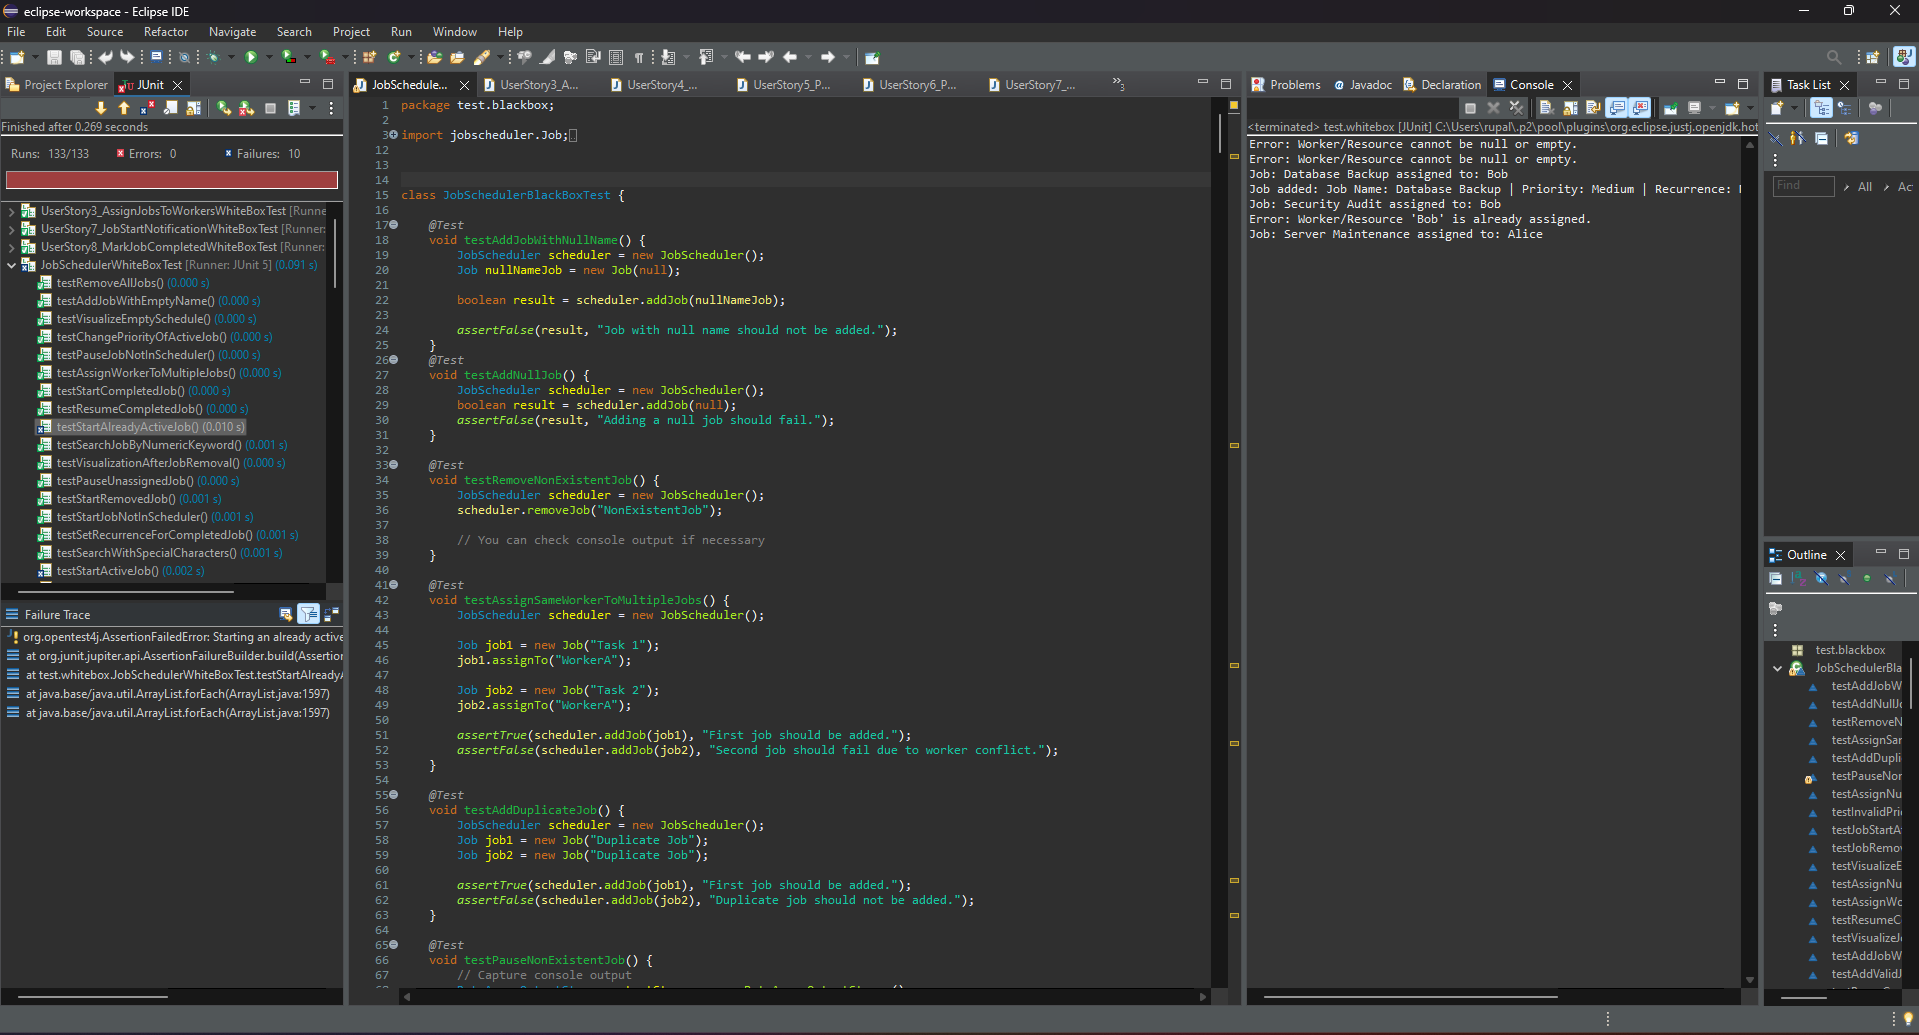 eclipse-workspace - Eclipse IDE
File Edit Source Refactor Navigate Search Project Run Window Help
Project Explorer JUnit
Finished after 0.269 seconds
Runs: 133/133 Errors: 0 Failures: 10
UserStory3_AssignJobsToWorkersWhiteBoxTest [Runne
UserStory7_JobStartNotificationWhiteBoxTest [Runner:
UserStory8_MarkJobCompletedWhiteBoxTest [Runner:
JobSchedulerWhiteBoxTest [Runner: JUnit 5] (0.091 s)
testRemoveAllJobs() (0.000 s)
testAddJobWithEmptyName() (0.000 s)
testVisualizeEmptySchedule() (0.000 s)
testChangePriorityOfActiveJob() (0.000 s)
testPauseJobNotInScheduler() (0.000 s)
testAssignWorkerToMultipleJobs() (0.000 s)
testStartCompletedJob() (0.000 s)
testResumeCompletedJob() (0.000 s)
testStartAlreadyActiveJob() (0.010 s)
testSearchJobByNumericKeyword() (0.001 s)
testVisualizationAfterJobRemoval() (0.000 s)
testPauseUnassignedJob() (0.000 s)
testStartRemovedJob() (0.001 s)
testStartJobNotInScheduler() (0.001 s)
testSetRecurrenceForCompletedJob() (0.001 s)
testSearchWithSpecialCharacters() (0.001 s)
testStartActiveJob() (0.002 s)
Failure Trace
org.opentest4j.AssertionFailedError: Starting an already active
at org.junit.jupiter.api.AssertionFailureBuilder.build(Assertior
at test.whitebox.JobSchedulerWhiteBoxTest.testStartAlready
at java.base/java.util.ArrayList.forEach(ArrayList.java:1597)
at java.base/java.util.ArrayList.forEach(ArrayList.java:1597)
JobSchedule... UserStory3_A... UserStory4_... UserStory5_P... UserStory6_P... UserStory7_... »3
1 package test.blackbox;
2
3 import jobscheduler.Job;
12
13
14
15 class JobSchedulerBlackBoxTest {
16
17 @Test
18 void testAddJobWithNullName() {
19 JobScheduler scheduler = new JobScheduler();
20 Job nullNameJob = new Job(null);
21
22 boolean result = scheduler.addJob(nullNameJob);
23
24 assertFalse(result, "Job with null name should not be added.");
25 }
26 @Test
27 void testAddNullJob() {
28 JobScheduler scheduler = new JobScheduler();
29 boolean result = scheduler.addJob(null);
30 assertFalse(result, "Adding a null job should fail.");
31 }
32
33 @Test
34 void testRemoveNonExistentJob() {
35 JobScheduler scheduler = new JobScheduler();
36 scheduler.removeJob("NonExistentJob");
37
38 // You can check console output if necessary
39 }
40
41 @Test
42 void testAssignSameWorkerToMultipleJobs() {
43 JobScheduler scheduler = new JobScheduler();
44
45 Job job1 = new Job("Task 1");
46 job1.assignTo("WorkerA");
47
48 Job job2 = new Job("Task 2");
49 job2.assignTo("WorkerA");
50
51 assertTrue(scheduler.addJob(job1), "First job should be added.");
52 assertFalse(scheduler.addJob(job2), "Second job should fail due to worker conflict.");
53 }
54
55 @Test
56 void testAddDuplicateJob() {
57 JobScheduler scheduler = new JobScheduler();
58 Job job1 = new Job("Duplicate Job");
59 Job job2 = new Job("Duplicate Job");
60
61 assertTrue(scheduler.addJob(job1), "First job should be added.");
62 assertFalse(scheduler.addJob(job2), "Duplicate job should not be added.");
63 }
64
65 @Test
66 void testPauseNonExistentJob() {
67 // Capture console output
Problems Javadoc Declaration Console
<terminated> test.whitebox [JUnit] C:\Users\rupal\.p2\pool\plugins\org.eclipse.justj.openjdk.hot
Error: Worker/Resource cannot be null or empty.
Error: Worker/Resource cannot be null or empty.
Job: Database Backup assigned to: Bob
Job added: Job Name: Database Backup | Priority: Medium | Recurrence:
Job: Security Audit assigned to: Bob
Error: Worker/Resource 'Bob' is already assigned.
Job: Server Maintenance assigned to: Alice
Task List
Find All Ac
Outline
test.blackbox
JobSchedulerBla
testAddJobW
testAddNullJo
testRemoveN
testAssignSar
testAddDupli
testPauseNor
testAssignNu
testInvalidPri
testJobStartA
testJobRemo
testVisualizeE
testAssignNu
testAssignWo
testResumeC
testVisualizeJ
testAddJobW
testAddValidJ